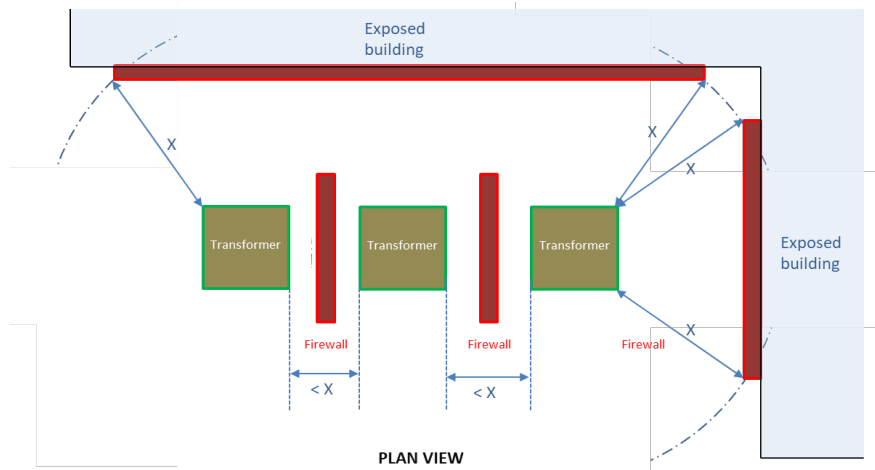 Exposed
building
X
X
X
Transformer
Transformer
Transformer
Exposed
building
X
Firewall
Firewall
Firewall
< X
< X
PLAN VIEW